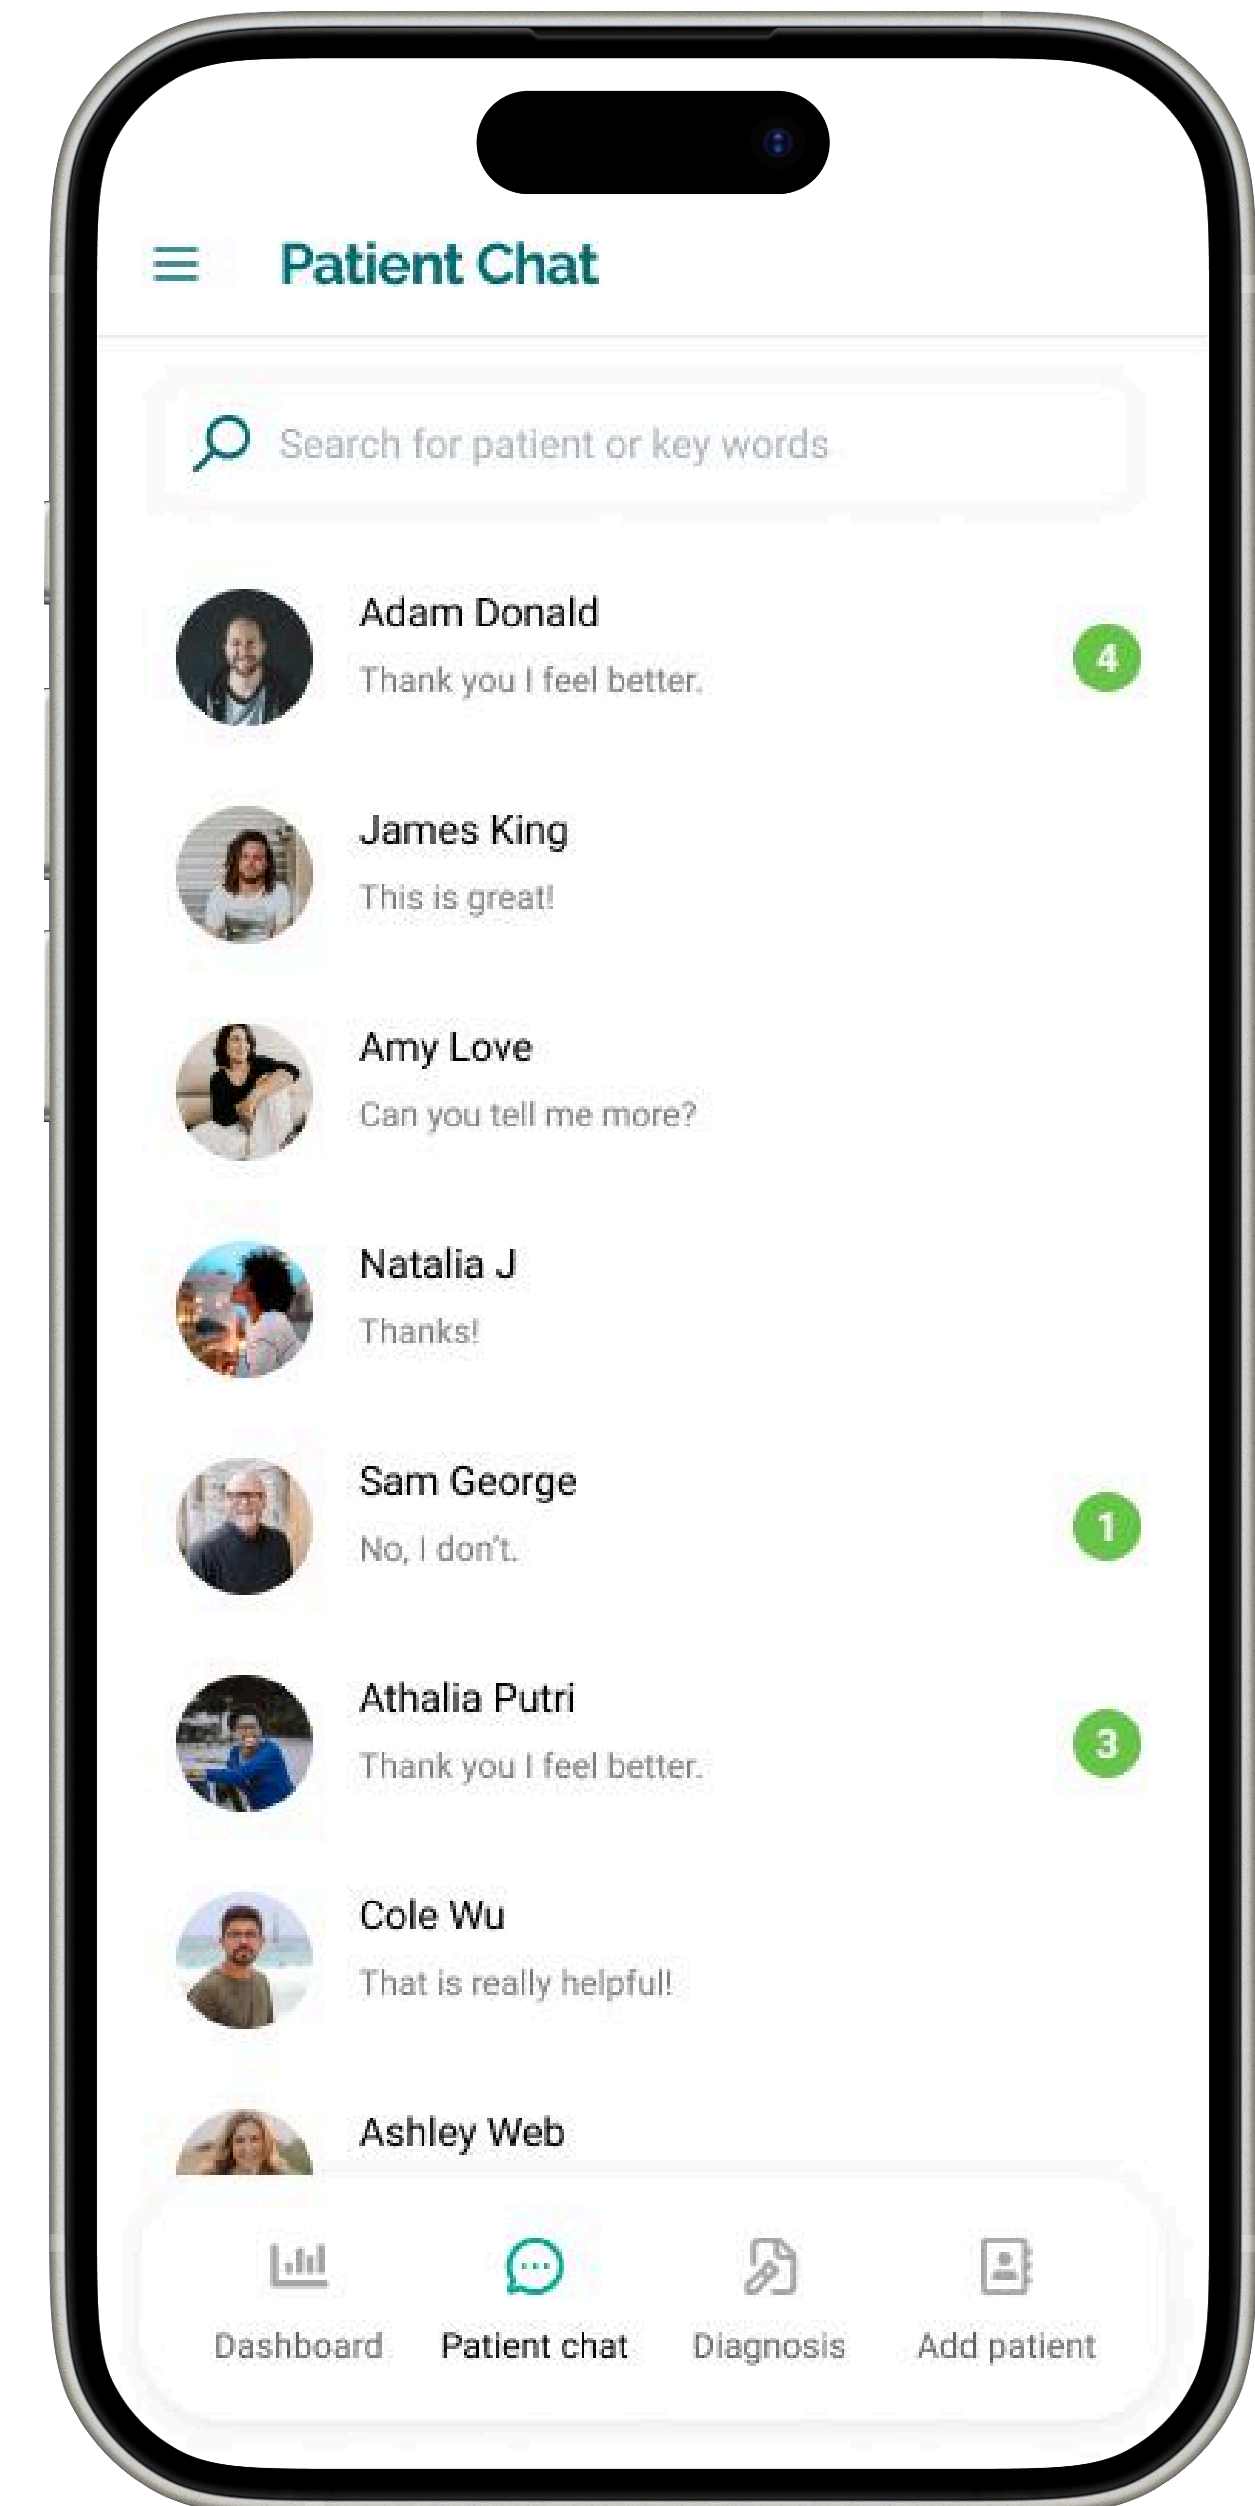 Patient Chat
Search for patient or key words
Adam Donald
Thank you I feel better.
4
James King
This is great!
Amy Love
Can you tell me more?
Natalia J
Thanks!
Sam George
No, I don't.
1
Athalia Putri
Thank you I feel better.
3
Cole Wu
That is really helpful!
Ashley Web
Dashboard
Patient chat
Diagnosis
Add patient